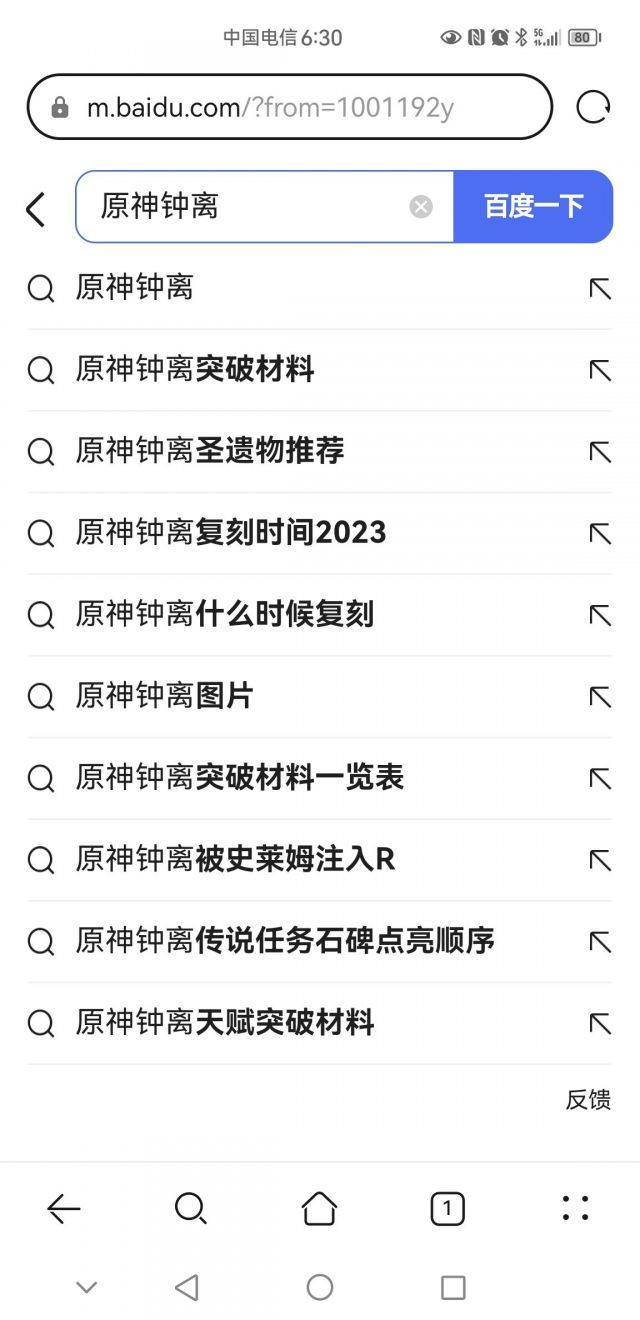 中国电信6:30
5G
80
m.baidu.com/?from=1001192y
原神钟离
百度一下
原神钟离
原神钟离突破材料
原神钟离圣遗物推荐
原神钟离复刻时间2023
原神钟离什么时候复刻
原神钟离图片
原神钟离突破材料一览表
原神钟离被史莱姆注入R
原神钟离传说任务石碑点亮顺序
原神钟离天赋突破材料
反馈
1